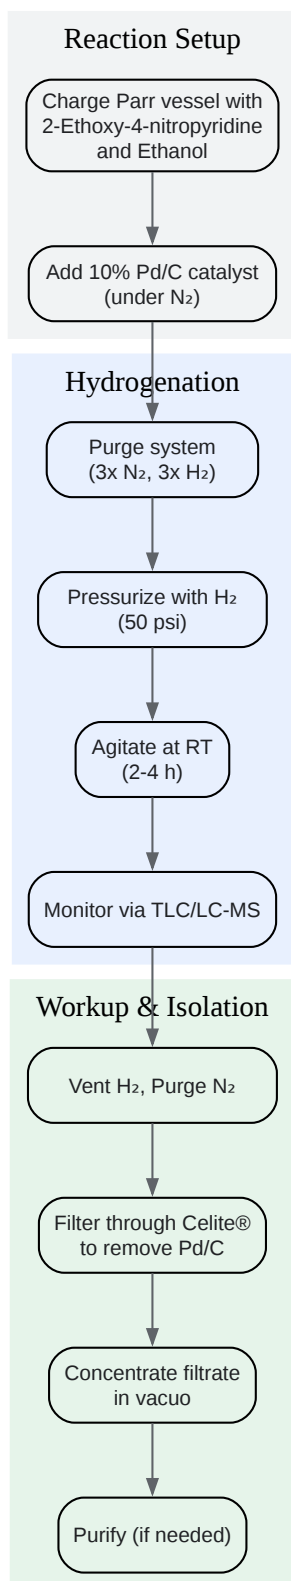 Reaction Setup
Charge Parr vessel with
2-Ethoxy-4-nitropyridine
and Ethanol
Add 10% Pd/C catalyst
(under N₂)
Hydrogenation
Purge system
(3x N₂, 3x H₂)
Pressurize with H₂
(50 psi)
Agitate at RT
(2-4 h)
Monitor via TLC/LC-MS
Workup & Isolation
Vent H₂, Purge N₂
Filter through Celite®
to remove Pd/C
Concentrate filtrate
in vacuo
Purify (if needed)